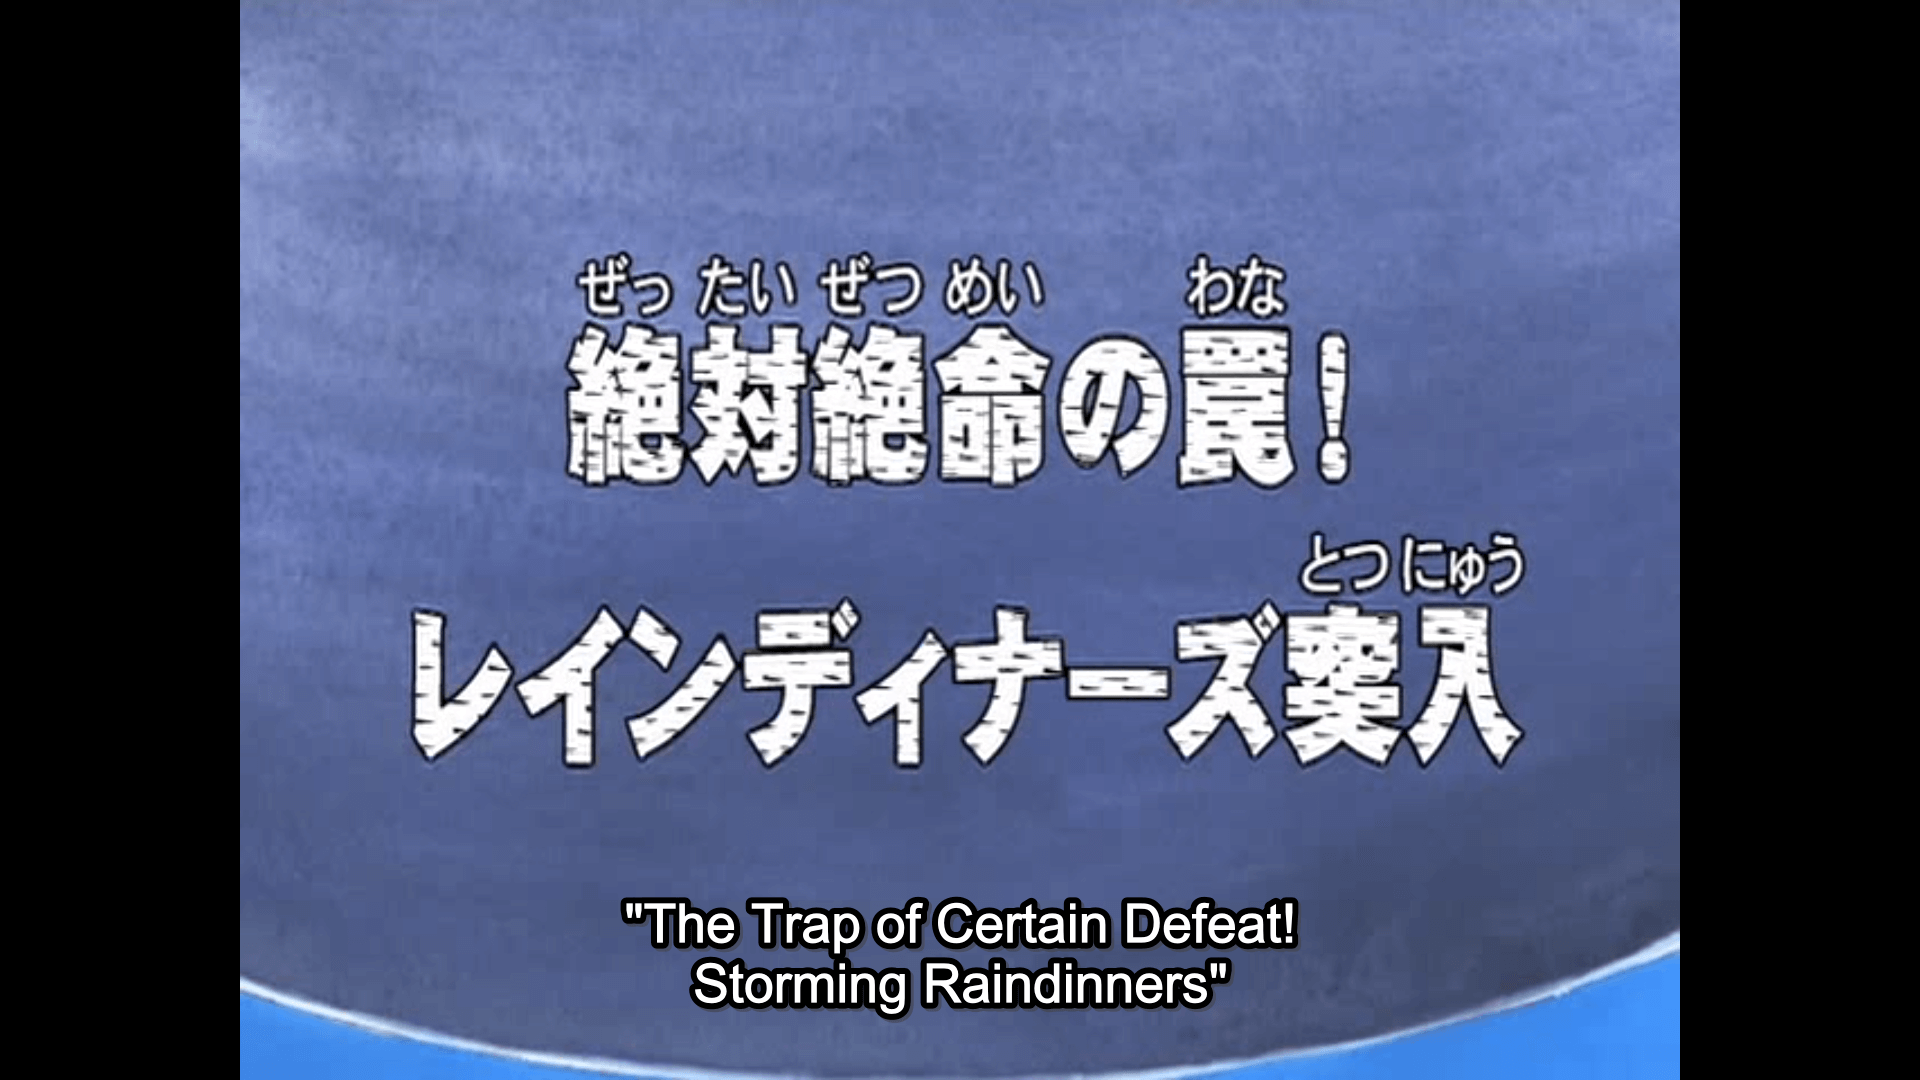 ぜっ たい ぜつ めい わな
絶対絶命の罠!
とつ にゅう
レインディナーズ突入
"The Trap of Certain Defeat!
Storming Raindinners"